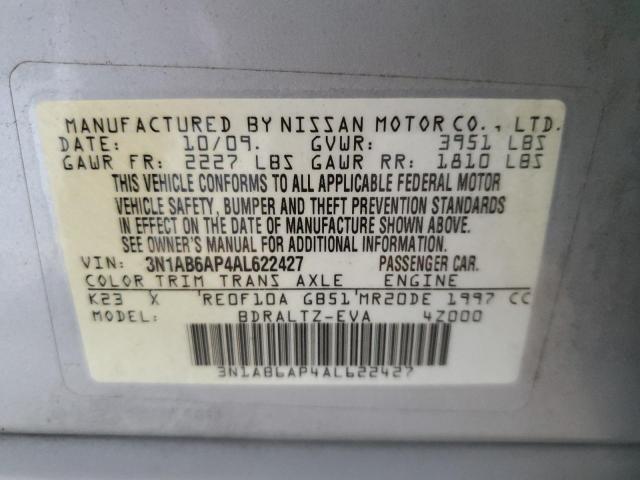 MANUFACTURED BY NISSAN MOTOR CO., LTD.
DATE: 10/09. GVWR: 3951 LBS
GAWR FR: 2227 LBS GAWR RR: 1810 LBS
THIS VEHICLE CONFORMS TO ALL APPLICABLE FEDERAL MOTOR
VEHICLE SAFETY, BUMPER AND THEFT PREVENTION STANDARDS
IN EFFECT ON THE DATE OF MANUFACTURE SHOWN ABOVE.
SEE OWNER'S MANUAL FOR ADDITIONAL INFORMATION.
VIN: 3N1AB6AP4AL622427 PASSENGER CAR.
COLOR TRIM TRANS AXLE ENGINE
K23 X RE0F10A GB51 MR20DE 1997 CC
MODEL: BDRALTZ-EVA 4Z000
3N1AB6AP4AL622427